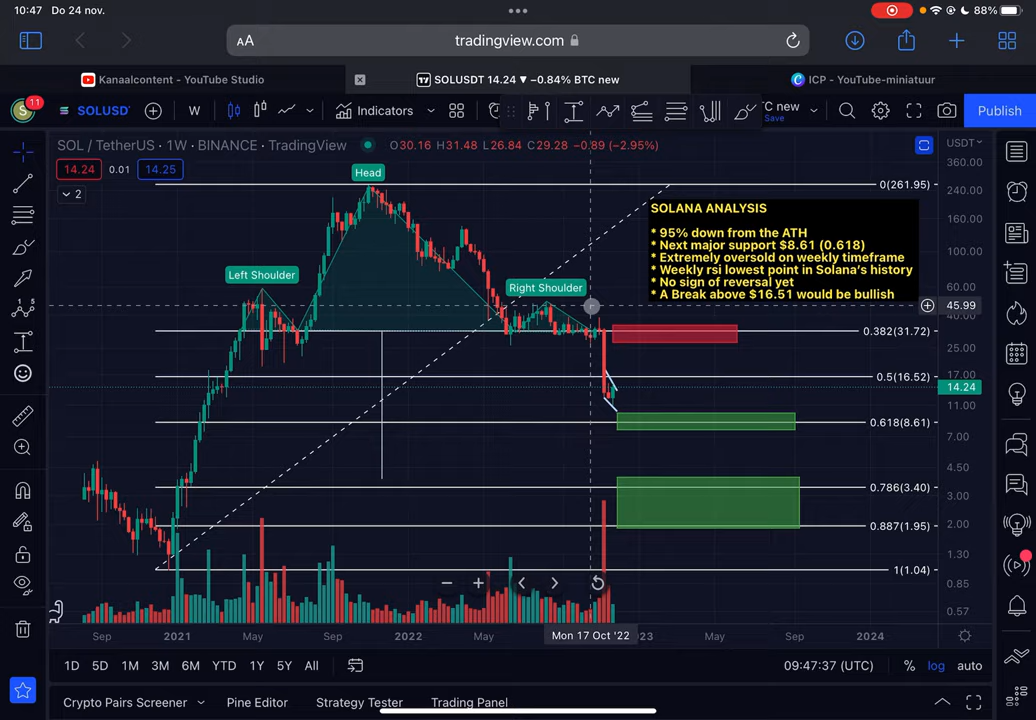 10:47 Do 24 nov.
88%
AA
tradingview.com
Kanaalcontent - YouTube Studio
SOLUSDT 14.24 ▼ −0.84% BTC new
ICP - YouTube-miniatuur
S
11
SOLUSD
W
Indicators
C new
Save
Publish
SOL / TetherUS · 1W · BINANCE · TradingView
O30.16 H31.48 L26.84 C29.28 −0.89 (−2.95%)
USDT
14.24
0.01
14.25
2
Head
Left Shoulder
Right Shoulder
SOLANA ANALYSIS
* 95% down from the ATH
* Next major support $8.61 (0.618)
* Extremely oversold on weekly timeframe
* Weekly rsi lowest point in Solana's history
* No sign of reversal yet
* A Break above $16.51 would be bullish
0(261.95)
0.382(31.72)
0.5(16.52)
0.618(8.61)
0.786(3.40)
0.887(1.95)
1(1.04)
360.00
240.00
160.00
100.00
60.00
45.99
40.00
25.00
17.00
14.24
11.00
7.00
4.50
3.00
2.00
1.30
0.85
0.57
Sep
2021
May
Sep
2022
May
Mon 17 Oct '22
023
May
Sep
2024
1D 5D 1M 3M 6M YTD 1Y 5Y All
09:47:37 (UTC)
% log auto
Crypto Pairs Screener
Pine Editor
Strategy Tester
Trading Panel